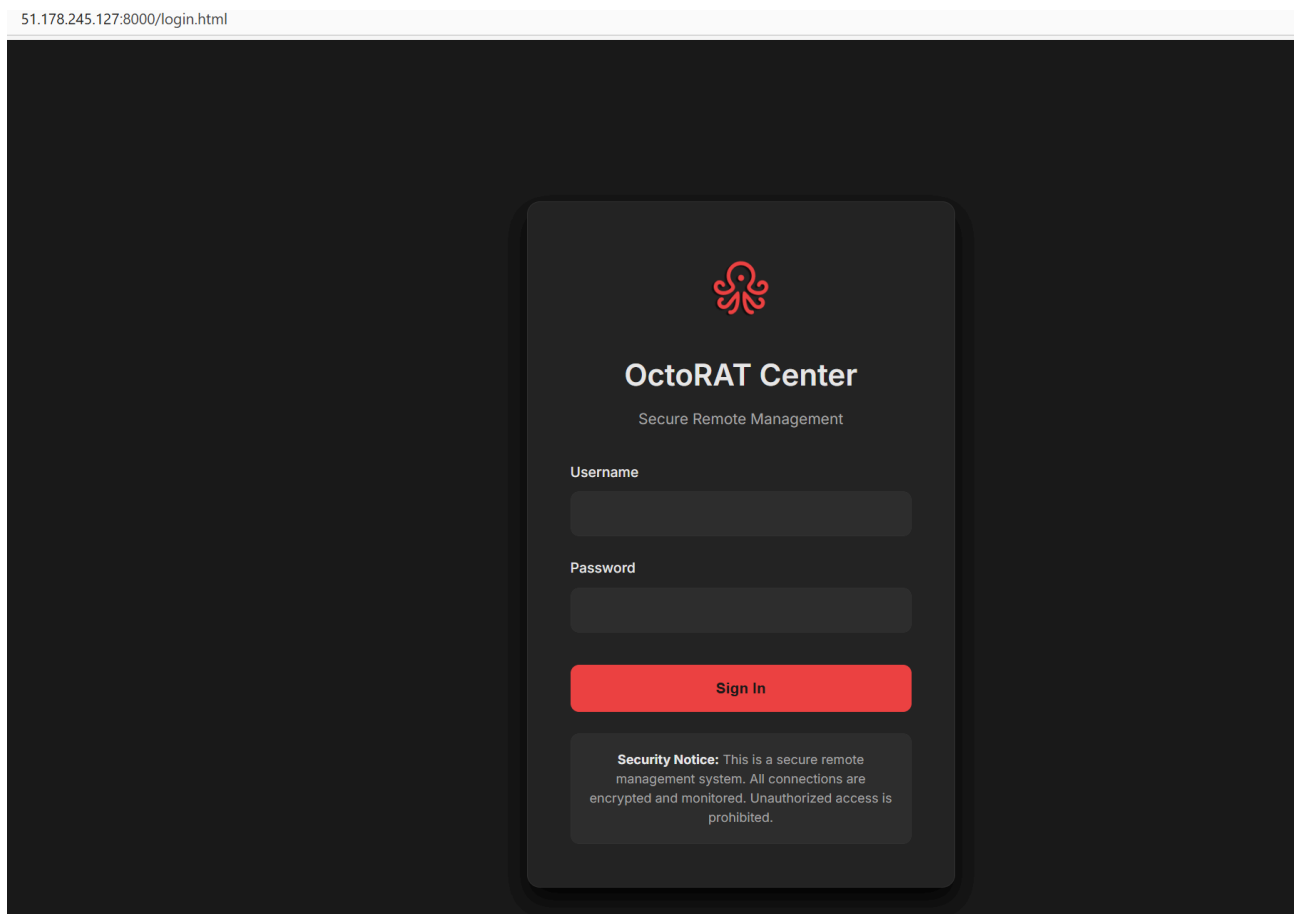 51.178.245.127:8000/login.html
OctoRAT Center
Secure Remote Management
Username
Password
Sign In
Security Notice: This is a secure remote
management system. All connections are
encrypted and monitored. Unauthorized access is
prohibited.